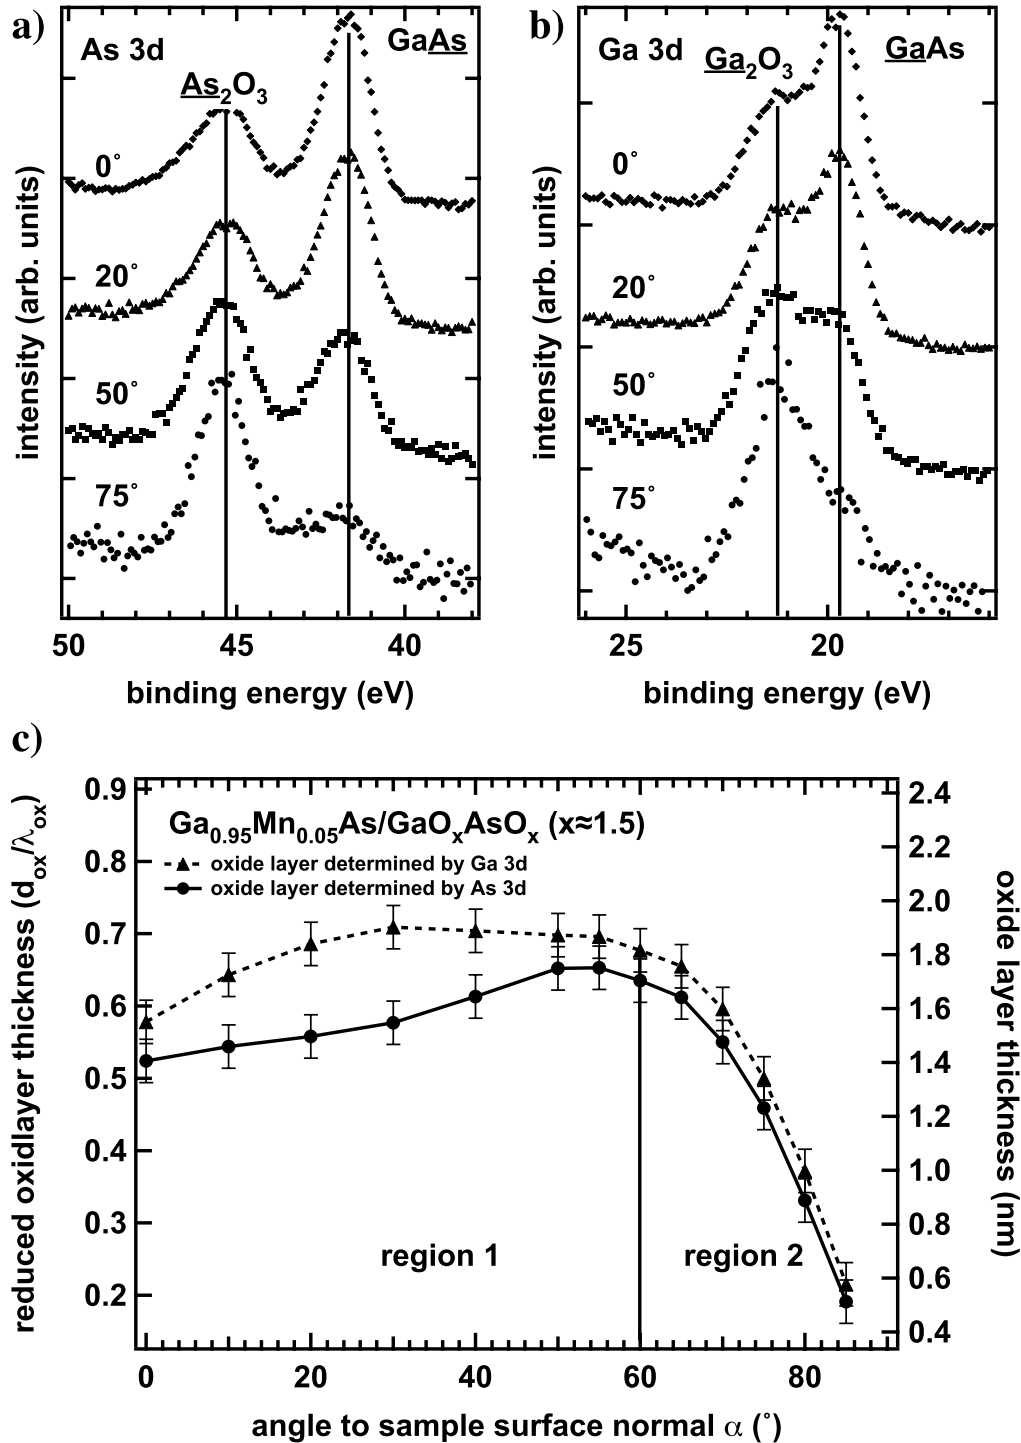 a)
As 3d
GaAs
As₂O₃
0°
20°
50°
75°
intensity (arb. units)
50 45 40
binding energy (eV)
b)
Ga 3d
GaAs
Ga₂O₃
0°
20°
50°
75°
intensity (arb. units)
25 20
binding energy (eV)
c)
Ga₀.₉₅Mn₀.₀₅As/GaOₓAsOₓ (x≈1.5)
oxide layer determined by Ga 3d
oxide layer determined by As 3d
region 1
region 2
reduced oxidlayer thickness (dₒₓ/λₒₓ)
0.9
0.8
0.7
0.6
0.5
0.4
0.3
0.2
oxide layer thickness (nm)
2.4
2.2
2.0
1.8
1.6
1.4
1.2
1.0
0.8
0.6
0.4
0 20 40 60 80
angle to sample surface normal α (°)